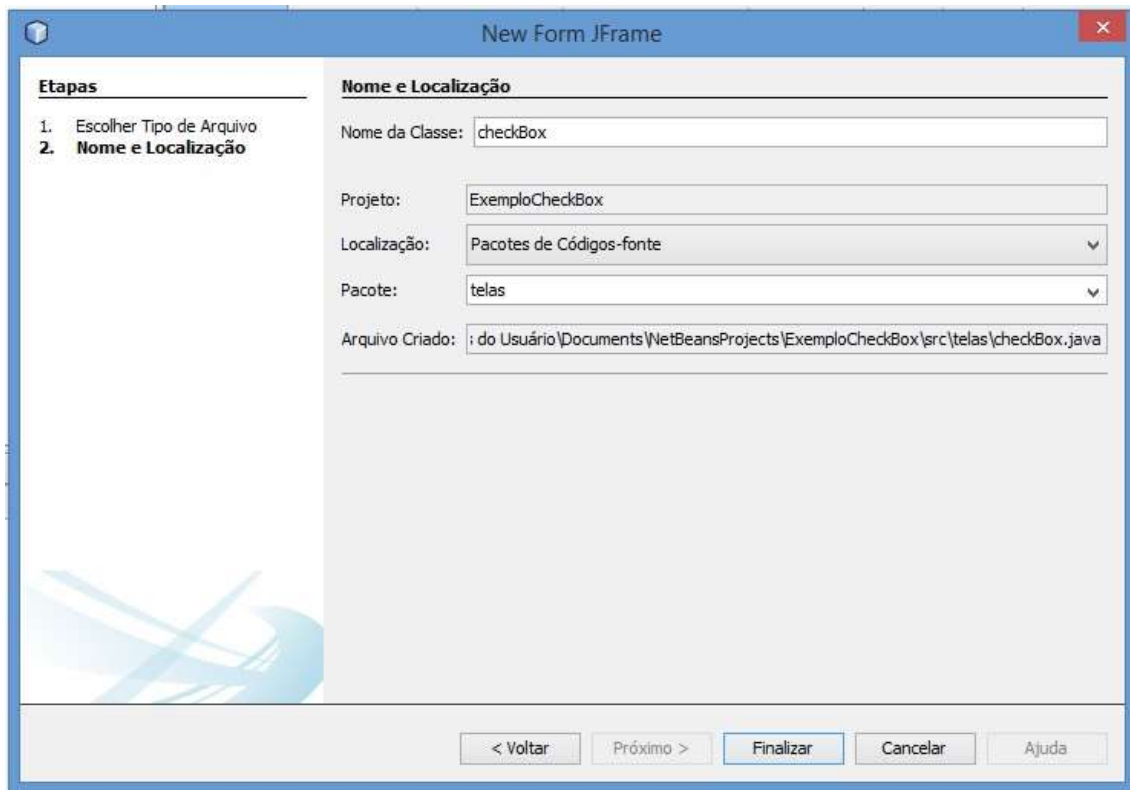 New Form JFrame
Etapas
1. Escolher Tipo de Arquivo
2. Nome e Localização
Nome e Localização
Nome da Classe: checkBox
Projeto: ExemploCheckBox
Localização: Pacotes de Códigos-fonte
Pacote: telas
Arquivo Criado: do Usuário\Documents\NetBeansProjects\ExemploCheckBox\src\telas\checkBox.java
< Voltar Próximo > Finalizar Cancelar Ajuda